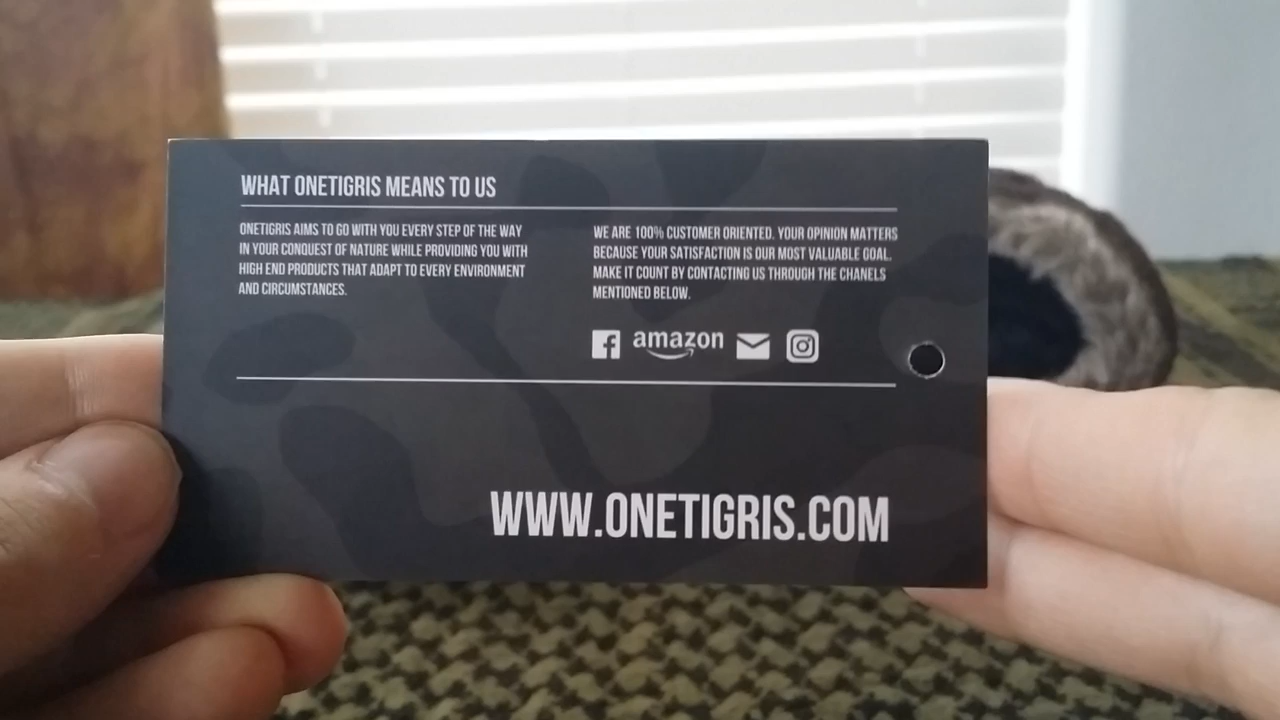 WHAT ONETIGRIS MEANS TO US
ONETIGRIS AIMS TO GO WITH YOU EVERY STEP OF THE WAY
IN YOUR CONQUEST OF NATURE WHILE PROVIDING YOU WITH
HIGH END PRODUCTS THAT ADAPT TO EVERY ENVIRONMENT
AND CIRCUMSTANCES.
WE ARE 100% CUSTOMER ORIENTED. YOUR OPINION MATTERS
BECAUSE YOUR SATISFACTION IS OUR MOST VALUABLE GOAL.
MAKE IT COUNT BY CONTACTING US THROUGH THE CHANELS
MENTIONED BELOW.
amazon
WWW.ONETIGRIS.COM